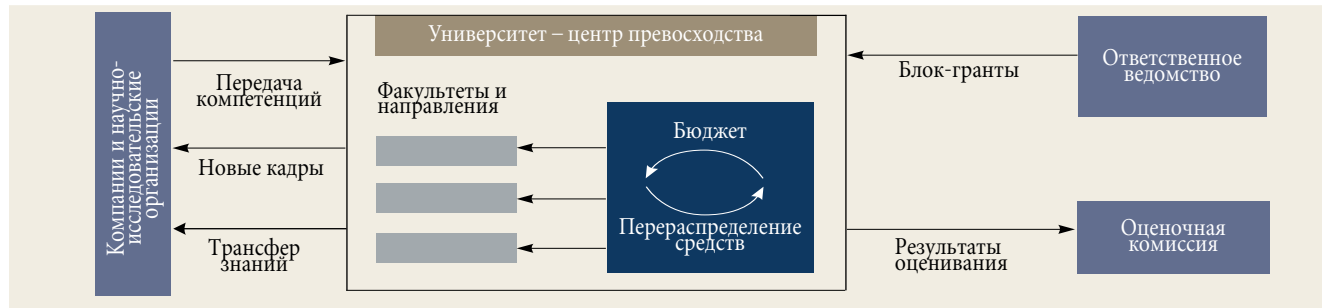 Компании и научно-
исследовательские
организации
Передача
компетенций
Новые кадры
Трансфер
знаний
Университет – центр превосходства
Факультеты и
направления
Бюджет
Перераспределение
средств
Блок-гранты
Ответственное
ведомство
Результаты
оценивания
Оценочная
комиссия